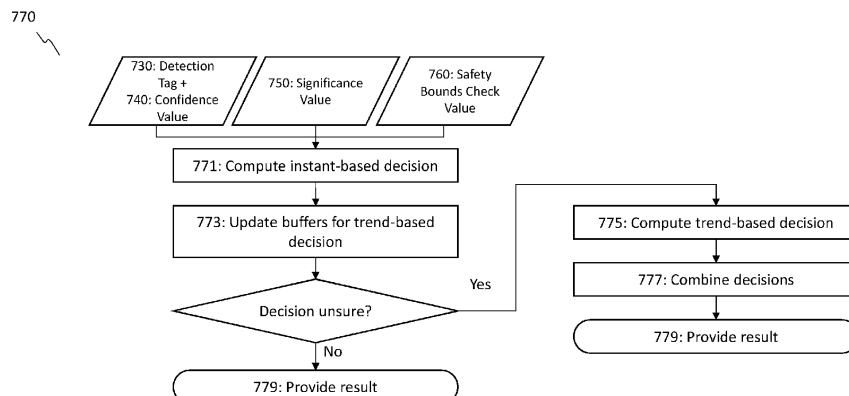 770
730: Detection
Tag +
740: Confidence
Value
750: Significance
Value
760: Safety
Bounds Check
Value
771: Compute instant-based decision
773: Update buffers for trend-based
decision
Decision unsure?
Yes
No
779: Provide result
775: Compute trend-based decision
777: Combine decisions
779: Provide result